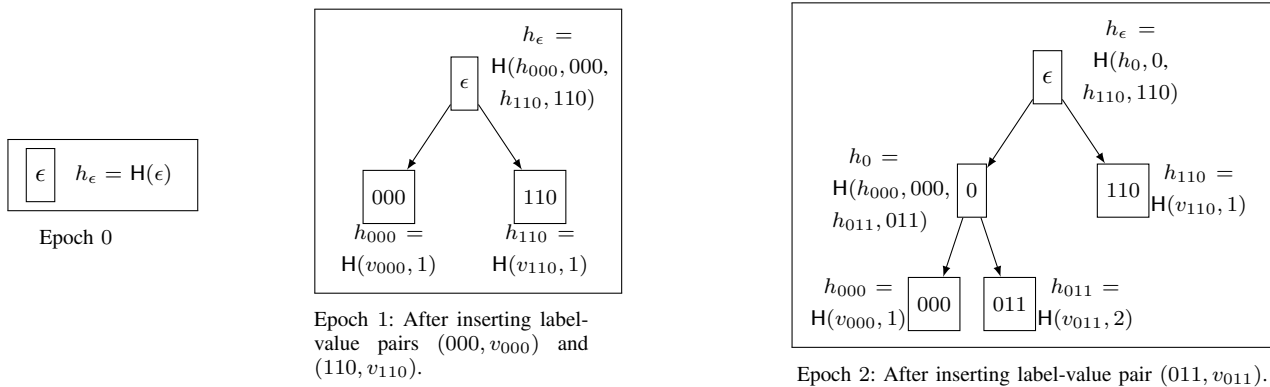 ϵ
h_ϵ = H(ϵ)
Epoch 0
h_ϵ =
H(h_000, 000,
h_110, 110)
ϵ
000
110
h_000 =
H(v_000, 1)
h_110 =
H(v_110, 1)
Epoch 1: After inserting label-
value pairs (000, v_000) and
(110, v_110).
h_ϵ =
H(h_0, 0,
h_110, 110)
ϵ
h_0 =
H(h_000, 000,
h_011, 011)
0
110
h_110 =
H(v_110, 1)
h_000 =
H(v_000, 1)
000
011
h_011 =
H(v_011, 2)
Epoch 2: After inserting label-value pair (011, v_011).